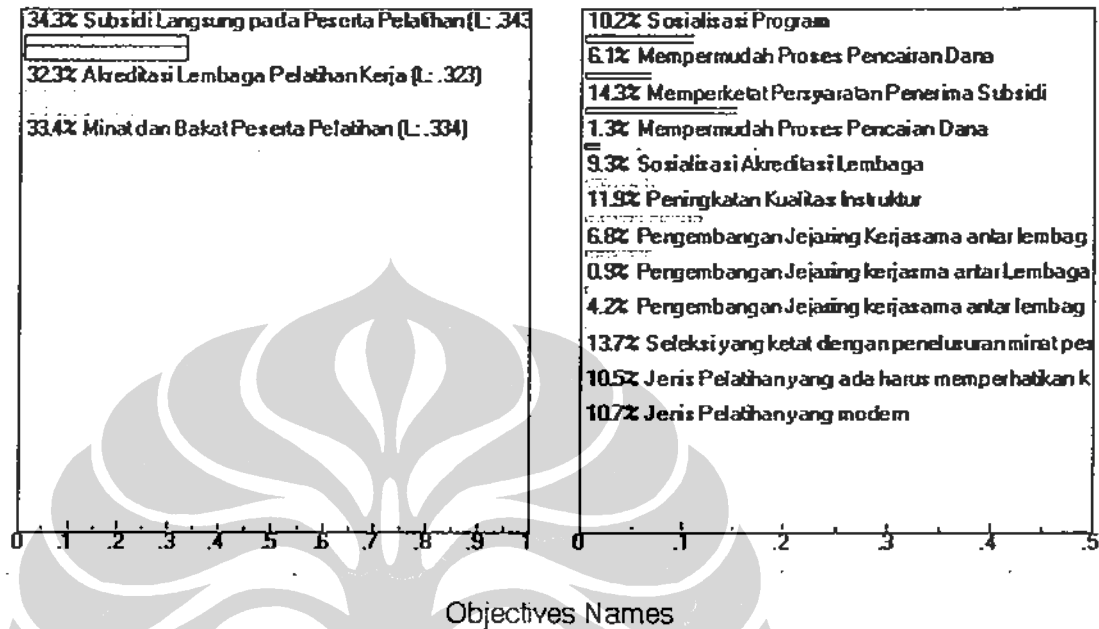 34.3% Subsidi Langsung pada Peserta Pelatihan (L: .343
32.3% Akreditasi Lembaga Pelatihan Kerja (L: .323)
33.4% Minat dan Bakat Peserta Pelatihan (L: .334)
0 .1 .2 .3 .4 .5 .6 .7 .8 .9 1
10.2% Sosialisasi Program
6.1% Mempermudah Proses Pencairan Dana
14.3% Memperketat Persyaratan Penerima Subsidi
1.3% Mempermudah Proses Pencaian Dana
9.3% Sosialisasi Akreditasi Lembaga
11.9% Peningkatan Kualitas Instruktur
6.8% Pengembangan Jejaring Kerjasama antar lembag
0.9% Pengembangan Jejaring kerjasma antar Lembaga
4.2% Pengembangan Jejaring kerjasama antar lembag
13.7% Seleksi yang ketat dengan penelusuran minat pes
10.5% Jenis Pelatihan yang ada harus memperhatikan k
10.7% Jenis Pelatihan yang modern
0 .1 .2 .3 .4 .5
Objectives Names